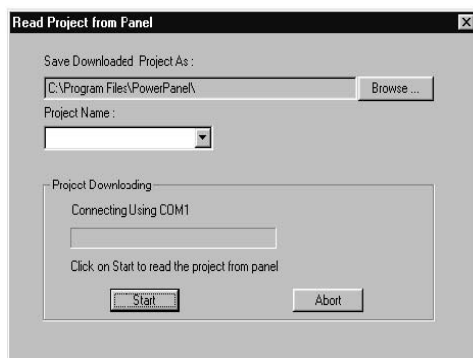 Read Project from Panel
Save Downloaded Project As :
C:\Program Files\PowerPanel\
Browse ...
Project Name :
Project Downloading
Connecting Using COM1
Click on Start to read the project from panel
Start
Abort